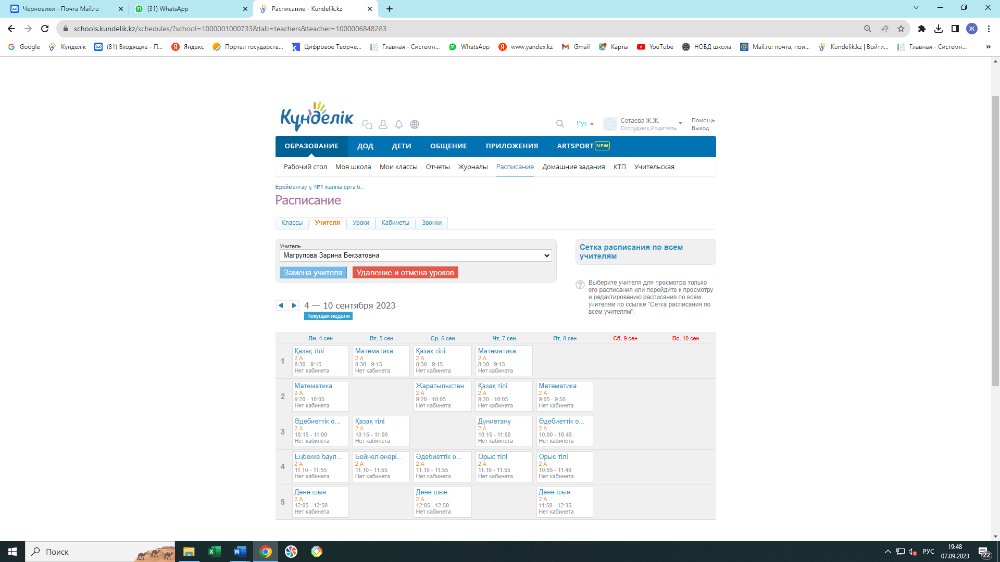 Черновики - Почта Mail.ru
(31) WhatsApp
Расписание - Kundelik.kz
schools.kundelik.kz/schedules/?school=1000001000733&tab=teachers&teacher=1000006848283
Ж
Google
Күнделік
(81) Входящие - П...
Яндекс
Портал государств...
Цифровое Творче...
Главная - Системн...
WhatsApp
www.yandex.kz
Gmail
Карты
YouTube
НОБД школа
Mail.ru: почта, пои...
Kundelik.kz | Войти...
Главная - Системн...
Күнделік
Рус
Сетаева Ж.Ж.
Сотрудник,Родитель
Помощь
Выход
ОБРАЗОВАНИЕ ДОД ДЕТИ ОБЩЕНИЕ ПРИЛОЖЕНИЯ ARTSPORT NEW
Рабочий стол Моя школа Мои классы Отчеты Журналы Расписание Домашние задания КТП Учительская
Ерейментау қ. №1 жалпы орта б...
Расписание
Классы Учителя Уроки Кабинеты Звонки
Учитель
Магрупова Зарина Бекзатовна
Замена учителя Удаление и отмена уроков
Сетка расписания по всем
учителям
Выберите учителя для просмотра только
его расписания или перейдите к просмотру
и редактированию расписания по всем
учителям по ссылке "Сетка расписания по
всем учителям".
4 — 10 сентября 2023
Текущая неделя
Пн, 4 сен Вт, 5 сен Ср, 6 сен Чт, 7 сен Пт, 8 сен Сб, 9 сен Вс, 10 сен
1
Қазақ тілі Математика Қазақ тілі Математика
2 А 2 А 2 А 2 А
8:30 - 9:15 8:30 - 9:15 8:30 - 9:15 8:30 - 9:15
Нет кабинета Нет кабинета Нет кабинета Нет кабинета
2
Математика Жаратылыстан... Қазақ тілі Математика
2 А 2 А 2 А 2 А
9:20 - 10:05 9:20 - 10:05 9:20 - 10:05 9:05 - 9:50
Нет кабинета Нет кабинета Нет кабинета Нет кабинета
3
Әдебиеттік о... Қазақ тілі Дүниетану Әдебиеттік о...
2 А 2 А 2 А 2 А
10:15 - 11:00 10:15 - 11:00 10:15 - 11:00 10:00 - 10:45
Нет кабинета Нет кабинета Нет кабинета Нет кабинета
4
Еңбекке баул... Бейнел.өнері... Әдебиеттік о... Орыс тілі Орыс тілі
2 А 2 А 2 А 2 А 2 А
11:10 - 11:55 11:10 - 11:55 11:10 - 11:55 11:10 - 11:55 10:55 - 11:40
Нет кабинета Нет кабинета Нет кабинета Нет кабинета Нет кабинета
5
Дене шын. Дене шын. Дене шын.
2 А 2 А 2 А
12:05 - 12:50 12:05 - 12:50 11:50 - 12:35
Нет кабинета Нет кабинета Нет кабинета
Поиск
РУС
19:48
07.09.2023
22